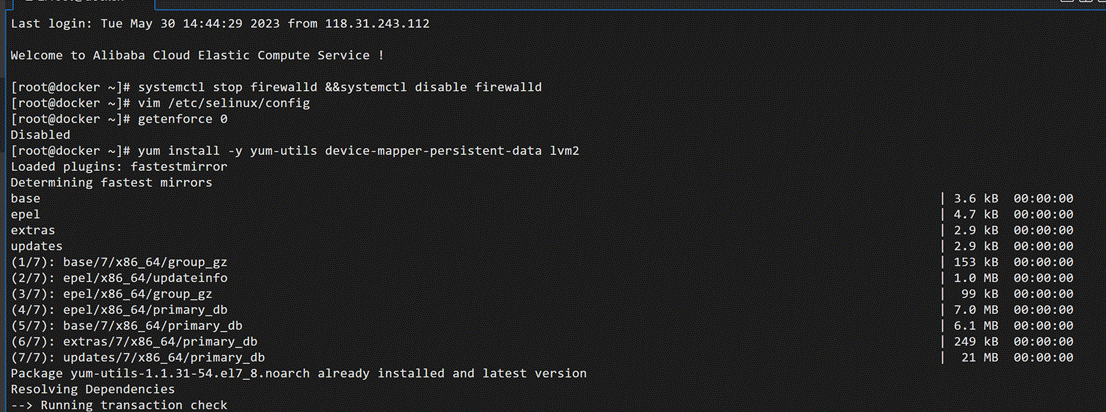 Last login: Tue May 30 14:44:29 2023 from 118.31.243.112
Welcome to Alibaba Cloud Elastic Compute Service !
[root@docker ~]# systemctl stop firewalld &&systemctl disable firewalld
[root@docker ~]# vim /etc/selinux/config
[root@docker ~]# getenforce 0
Disabled
[root@docker ~]# yum install -y yum-utils device-mapper-persistent-data lvm2
Loaded plugins: fastestmirror
Determining fastest mirrors
base | 3.6 kB 00:00:00
epel | 4.7 kB 00:00:00
extras | 2.9 kB 00:00:00
updates | 2.9 kB 00:00:00
(1/7): base/7/x86_64/group_gz | 153 kB 00:00:00
(2/7): epel/x86_64/updateinfo | 1.0 MB 00:00:00
(3/7): epel/x86_64/group_gz | 99 kB 00:00:00
(4/7): epel/x86_64/primary_db | 7.0 MB 00:00:00
(5/7): base/7/x86_64/primary_db | 6.1 MB 00:00:00
(6/7): extras/7/x86_64/primary_db | 249 kB 00:00:00
(7/7): updates/7/x86_64/primary_db | 21 MB 00:00:00
Package yum-utils-1.1.31-54.el7_8.noarch already installed and latest version
Resolving Dependencies
--> Running transaction check